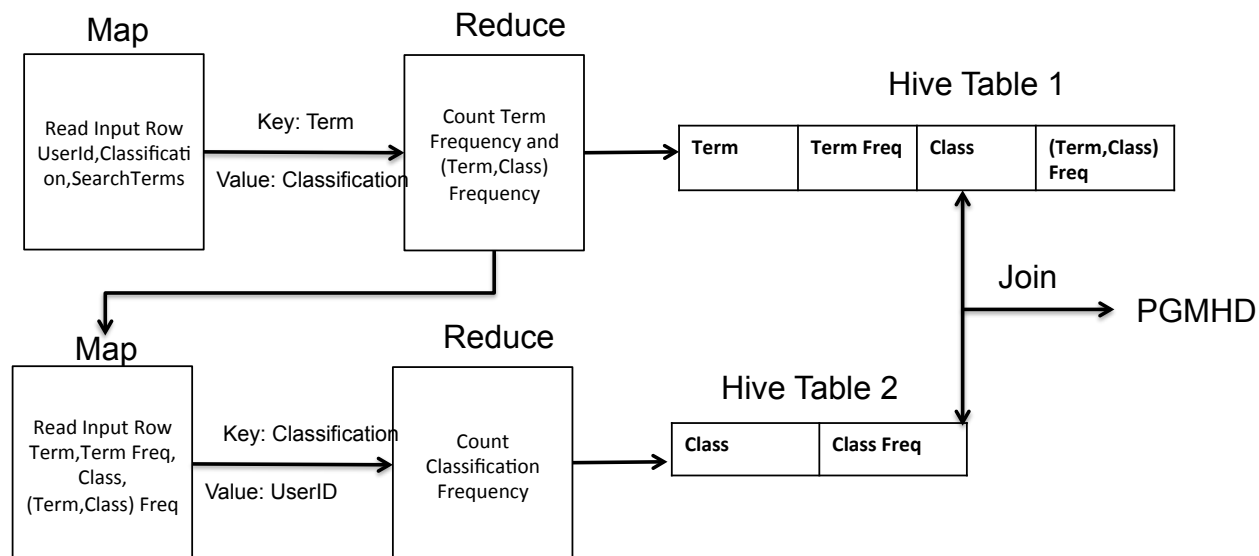 Map
Reduce
Read Input Row
UserId,Classificati
on,SearchTerms
Key: Term
Value: Classification
Count Term
Frequency and
(Term,Class)
Frequency
Hive Table 1
Term
Term Freq
Class
(Term,Class)
Freq
Join
PGMHD
Map
Reduce
Read Input Row
Term,Term Freq,
Class,
(Term,Class) Freq
Key: Classification
Value: UserID
Count
Classification
Frequency
Hive Table 2
Class
Class Freq